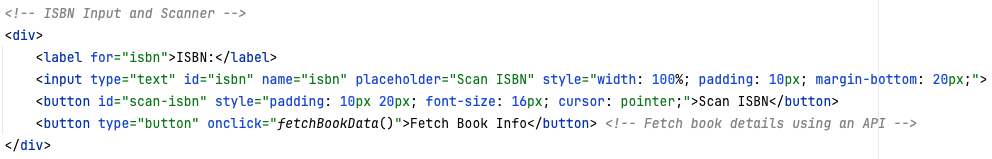 <!-- ISBN Input and Scanner -->
<div>
    <label for="isbn">ISBN:</label>
    <input type="text" id="isbn" name="isbn" placeholder="Scan ISBN" style="width: 100%; padding: 10px; margin-bottom: 20px;">
    <button id="scan-isbn" style="padding: 10px 20px; font-size: 16px; cursor: pointer;">Scan ISBN</button>
    <button type="button" onclick="fetchBookData()">Fetch Book Info</button> <!-- Fetch book details using an API -->
</div>